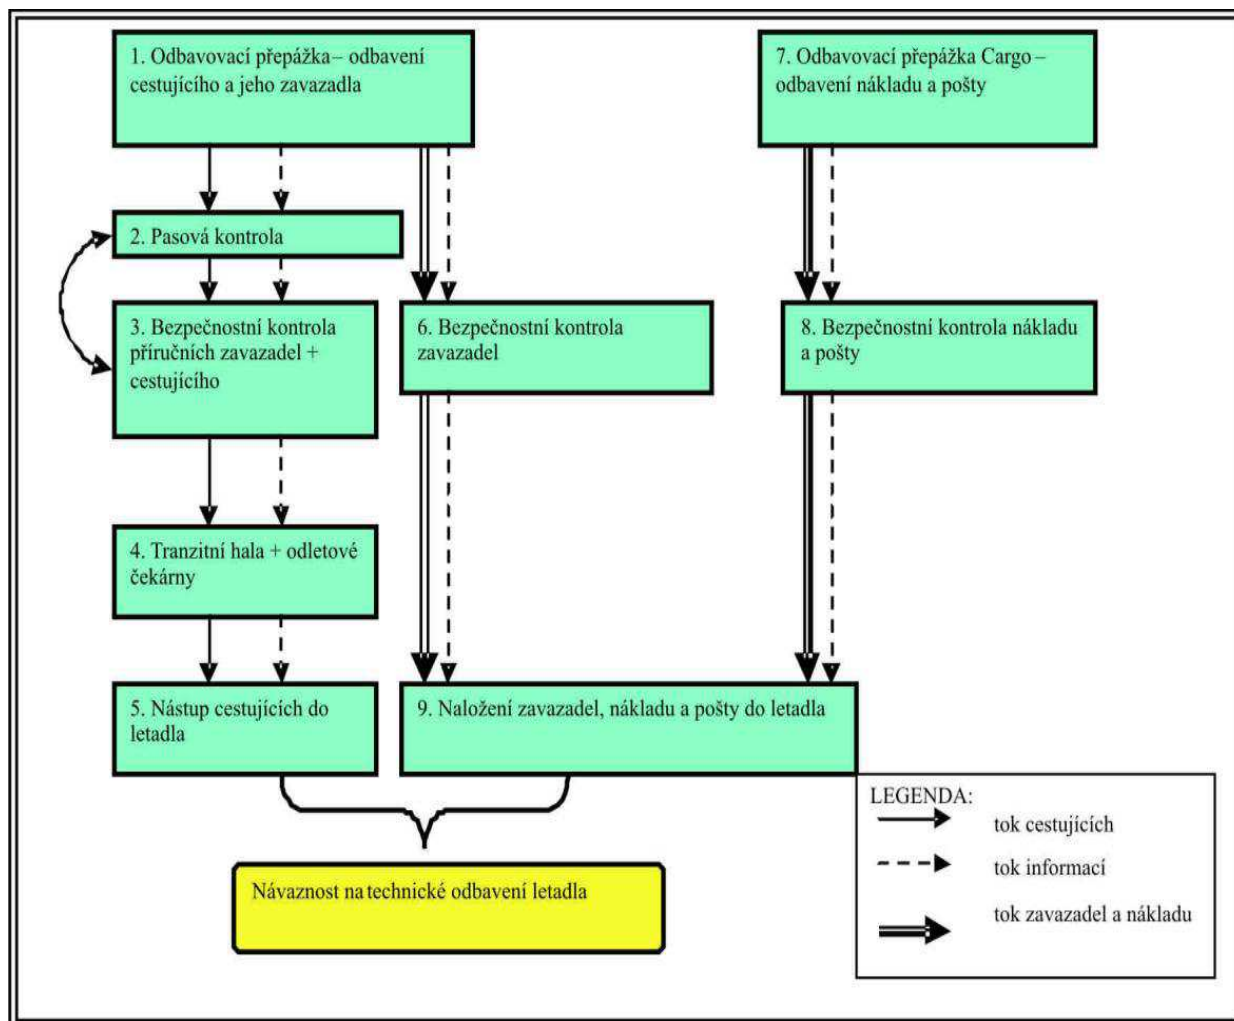 1. Odbavovací přepážka – odbavení
cestujícího a jeho zavazadla
7. Odbavovací přepážka Cargo –
odbavení nákladu a pošty
2. Pasová kontrola
3. Bezpečnostní kontrola
příručních zavazadel +
cestujícího
6. Bezpečnostní kontrola
zavazadel
8. Bezpečnostní kontrola nákladu
a pošty
4. Tranzitní hala + odletové
čekárny
5. Nástup cestujících do
letadla
9. Naložení zavazadel, nákladu a pošty do letadla
LEGENDA:
tok cestujících
tok informací
tok zavazadel a nákladu
Návaznost na technické odbavení letadla